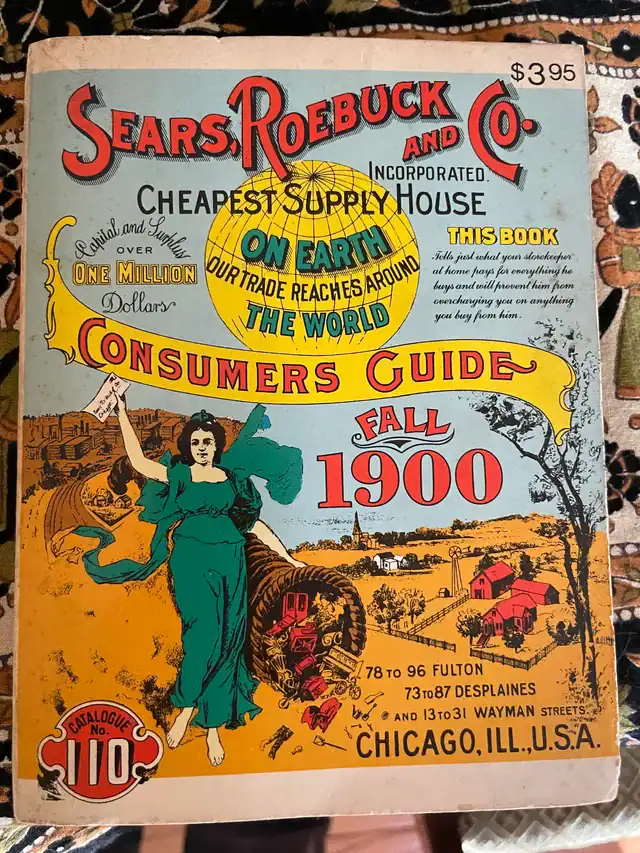 $3.95
SEARS, ROEBUCK AND CO.
INCORPORATED.
CHEAPEST SUPPLY HOUSE
ON EARTH
OUR TRADE REACHES AROUND
THE WORLD
Capital and Surplus
OVER
ONE MILLION
Dollars
THIS BOOK
Tells just what your storekeeper
at home pays for everything he
buys and will prevent him from
overcharging you on anything
you buy from him.
CONSUMERS GUIDE
FALL
1900
78 TO 96 FULTON
73 TO 87 DESPLAINES
AND 13 TO 31 WAYMAN STREETS.
CHICAGO, ILL., U.S.A.
CATALOGUE
No.
110